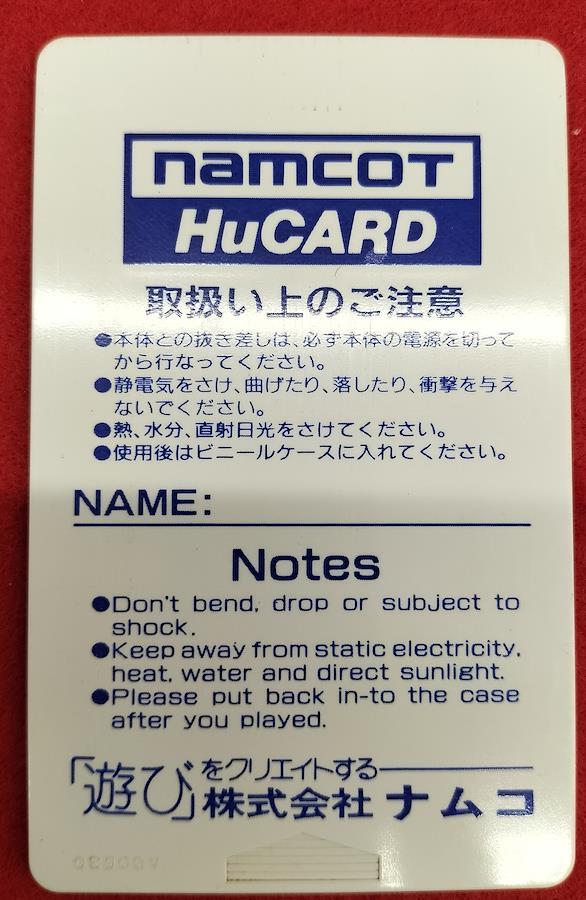 namcoT
HuCARD
取扱い上のご注意
●本体との抜き差しは、必ず本体の電源を切って
から行なってください。
●静電気をさけ、曲げたり、落したり、衝撃を与え
ないでください。
●熱、水分、直射日光をさけてください。
●使用後はビニールケースに入れてください。
NAME:
Notes
●Don't bend, drop or subject to
shock.
●Keep away from static electricity,
heat, water and direct sunlight.
●Please put back in-to the case
after you played.
「遊び」をクリエイトする
株式会社ナムコ